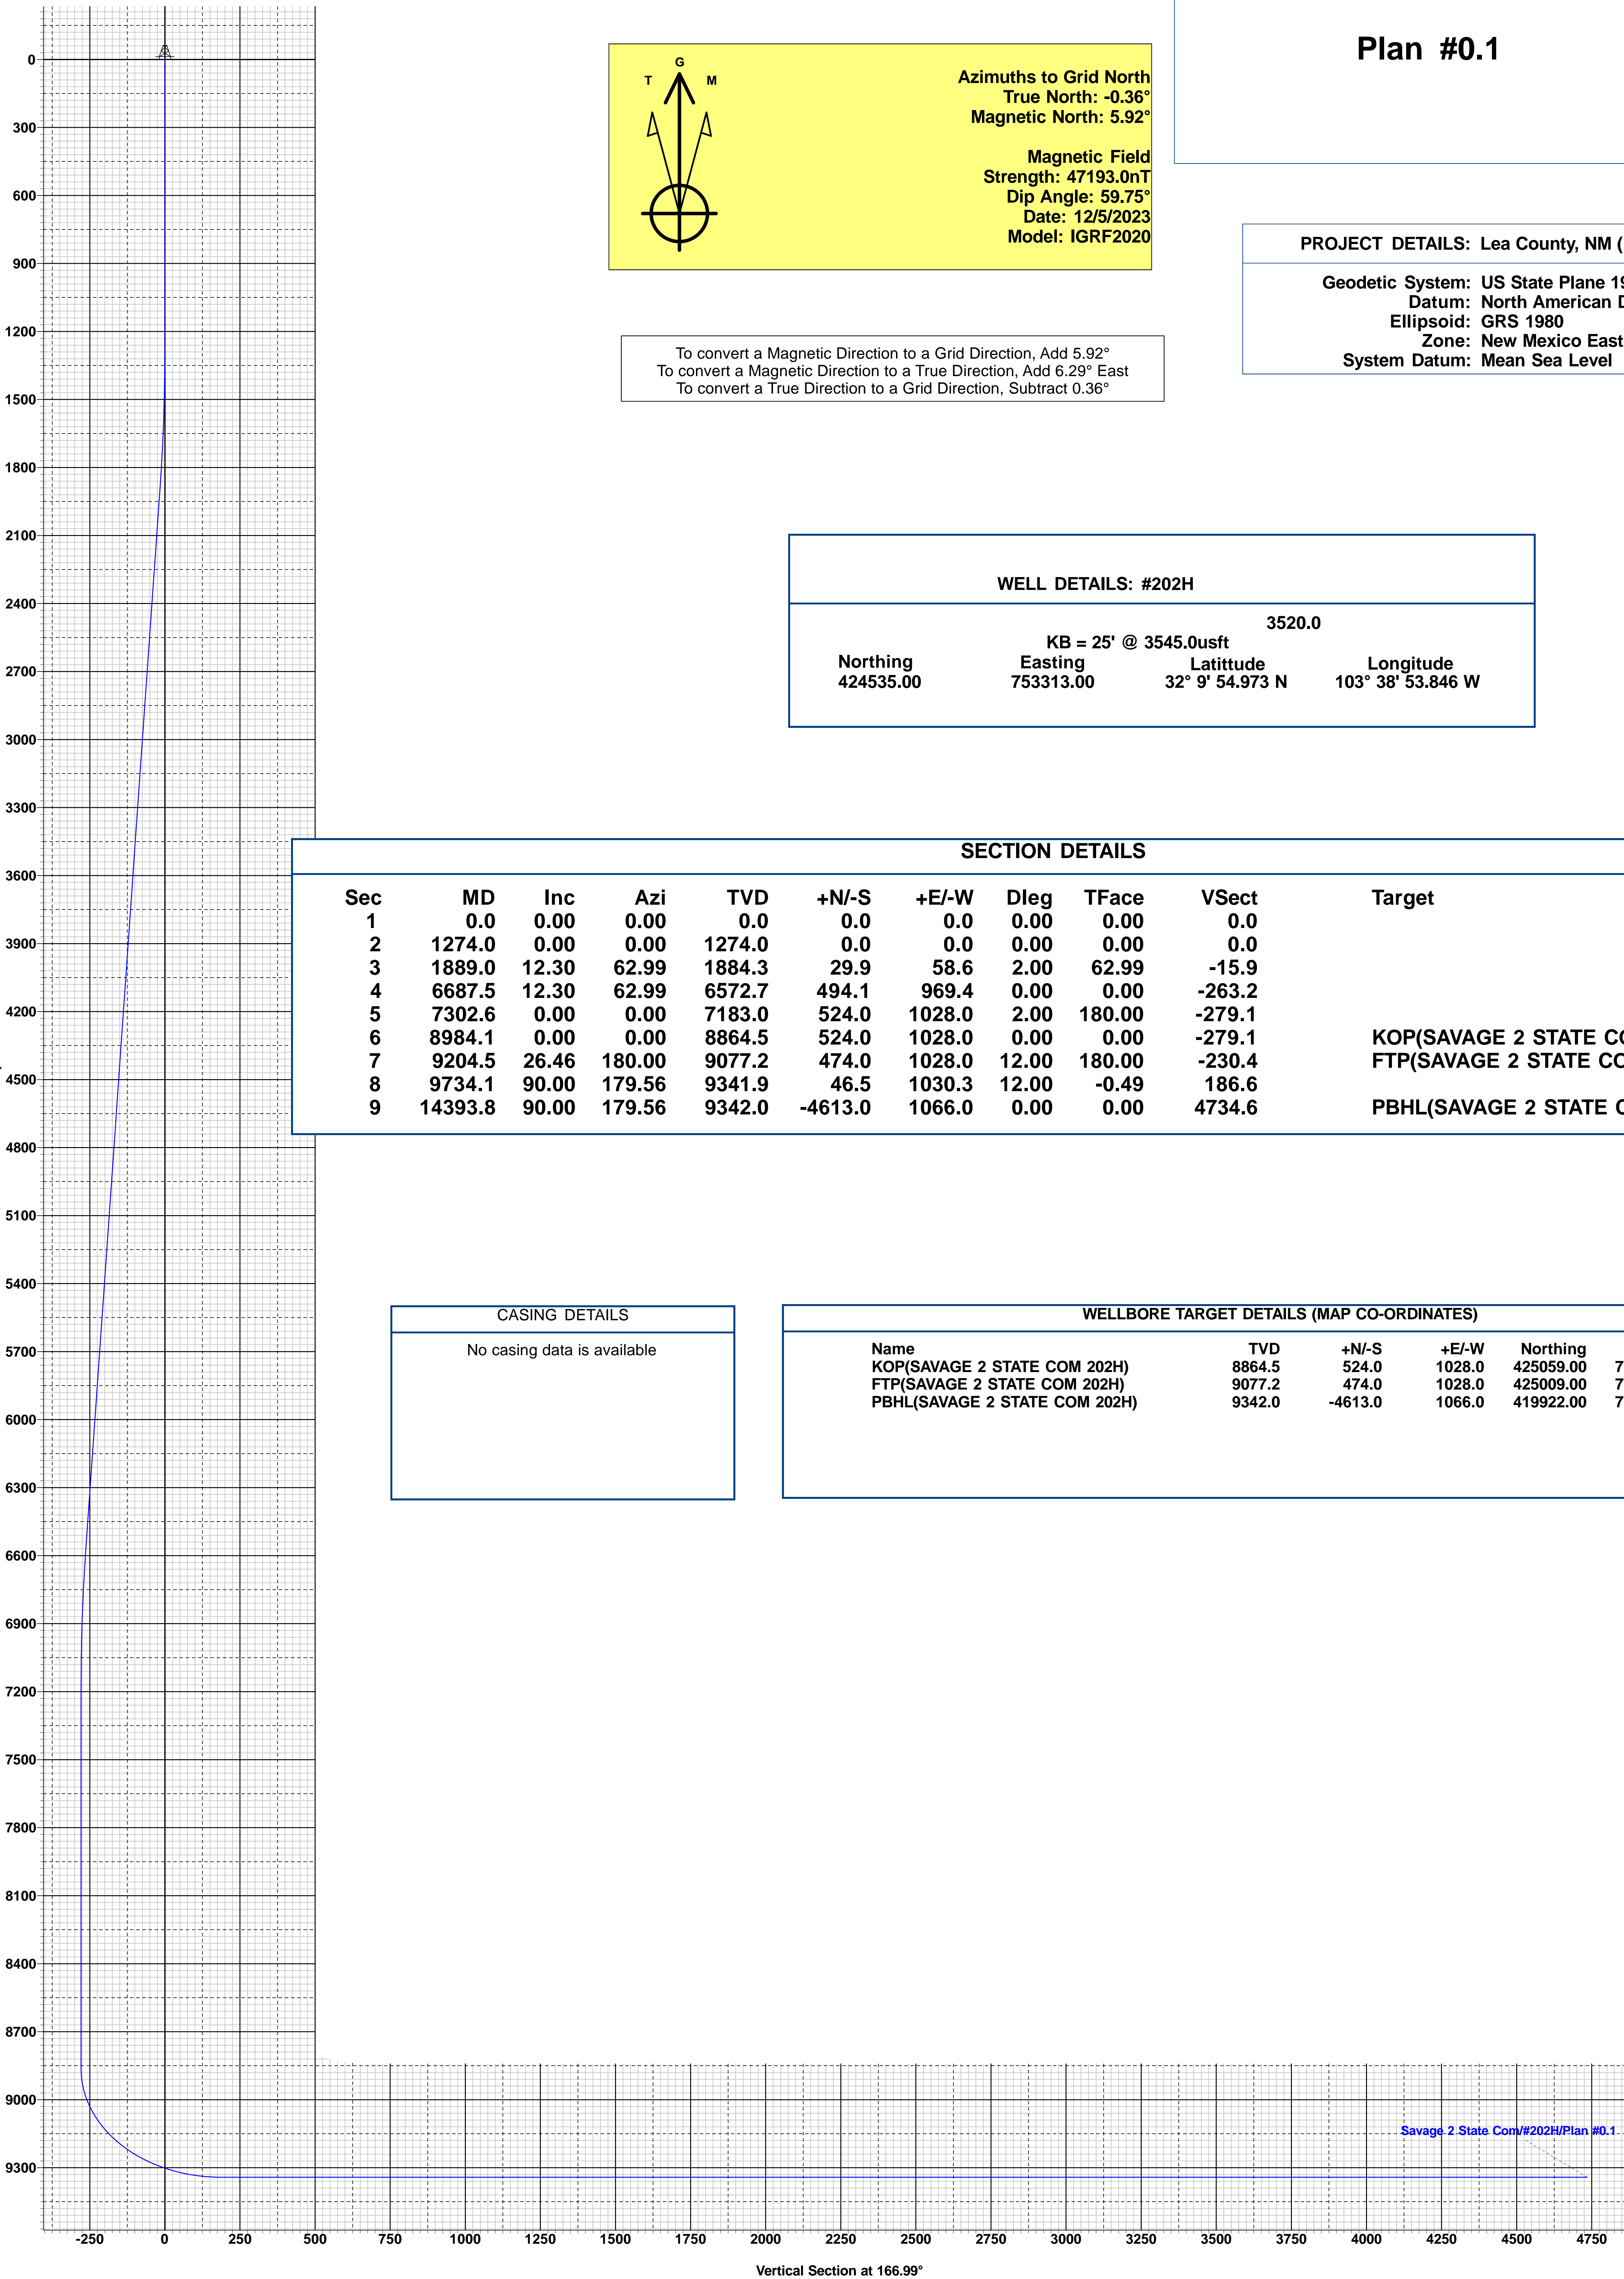 Plan #0.1
G
T M
Azimuths to Grid North
True North: -0.36°
Magnetic North: 5.92°
Magnetic Field
Strength: 47193.0nT
Dip Angle: 59.75°
Date: 12/5/2023
Model: IGRF2020
To convert a Magnetic Direction to a Grid Direction, Add 5.92°
To convert a Magnetic Direction to a True Direction, Add 6.29° East
To convert a True Direction to a Grid Direction, Subtract 0.36°
PROJECT DETAILS: Lea County, NM (
Geodetic System: US State Plane 19
Datum: North American D
Ellipsoid: GRS 1980
Zone: New Mexico East
System Datum: Mean Sea Level
WELL DETAILS: #202H
3520.0
KB = 25' @ 3545.0usft
Northing Easting Latittude Longitude
424535.00 753313.00 32° 9' 54.973 N 103° 38' 53.846 W
SECTION DETAILS
Sec MD Inc Azi TVD +N/-S +E/-W Dleg TFace VSect Target
1 0.0 0.00 0.00 0.0 0.0 0.0 0.00 0.00 0.0
2 1274.0 0.00 0.00 1274.0 0.0 0.0 0.00 0.00 0.0
3 1889.0 12.30 62.99 1884.3 29.9 58.6 2.00 62.99 -15.9
4 6687.5 12.30 62.99 6572.7 494.1 969.4 0.00 0.00 -263.2
5 7302.6 0.00 0.00 7183.0 524.0 1028.0 2.00 180.00 -279.1
6 8984.1 0.00 0.00 8864.5 524.0 1028.0 0.00 0.00 -279.1 KOP(SAVAGE 2 STATE CO
7 9204.5 26.46 180.00 9077.2 474.0 1028.0 12.00 180.00 -230.4 FTP(SAVAGE 2 STATE CO
8 9734.1 90.00 179.56 9341.9 46.5 1030.3 12.00 -0.49 186.6
9 14393.8 90.00 179.56 9342.0 -4613.0 1066.0 0.00 0.00 4734.6 PBHL(SAVAGE 2 STATE C
CASING DETAILS
No casing data is available
WELLBORE TARGET DETAILS (MAP CO-ORDINATES)
Name TVD +N/-S +E/-W Northing
KOP(SAVAGE 2 STATE COM 202H) 8864.5 524.0 1028.0 425059.00 7
FTP(SAVAGE 2 STATE COM 202H) 9077.2 474.0 1028.0 425009.00 7
PBHL(SAVAGE 2 STATE COM 202H) 9342.0 -4613.0 1066.0 419922.00 7
0
300
600
900
1200
1500
1800
2100
2400
2700
3000
3300
3600
3900
4200
4500
4800
5100
5400
5700
6000
6300
6600
6900
7200
7500
7800
8100
8400
8700
9000
9300
Savage 2 State Com/#202H/Plan #0.1
-250 0 250 500 750 1000 1250 1500 1750 2000 2250 2500 2750 3000 3250 3500 3750 4000 4250 4500 4750
Vertical Section at 166.99°